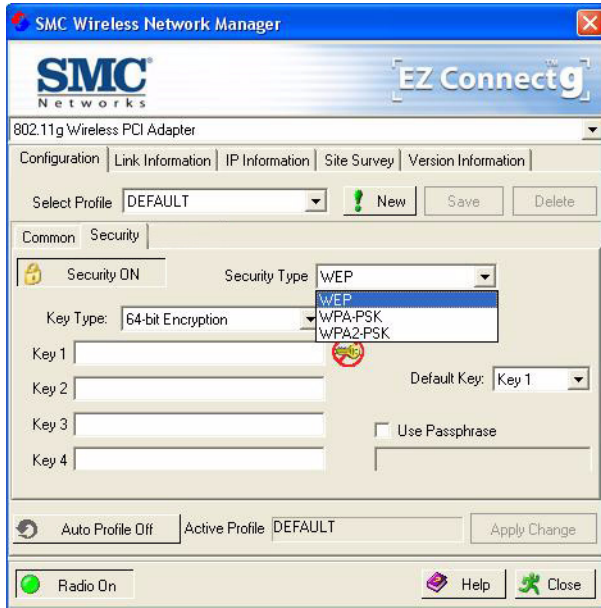 SMC Wireless Network Manager
SMC®
Networks
EZ Connect™ g
802.11g Wireless PCI Adapter
Configuration Link Information IP Information Site Survey Version Information
Select Profile DEFAULT New Save Delete
Common Security
Security ON Security Type WEP
WEP
Key Type: 64-bit Encryption WPA-PSK
WPA2-PSK
Key 1
Key 2 Default Key: Key 1
Key 3 Use Passphrase
Key 4
Auto Profile Off Active Profile DEFAULT Apply Change
Radio On Help Close